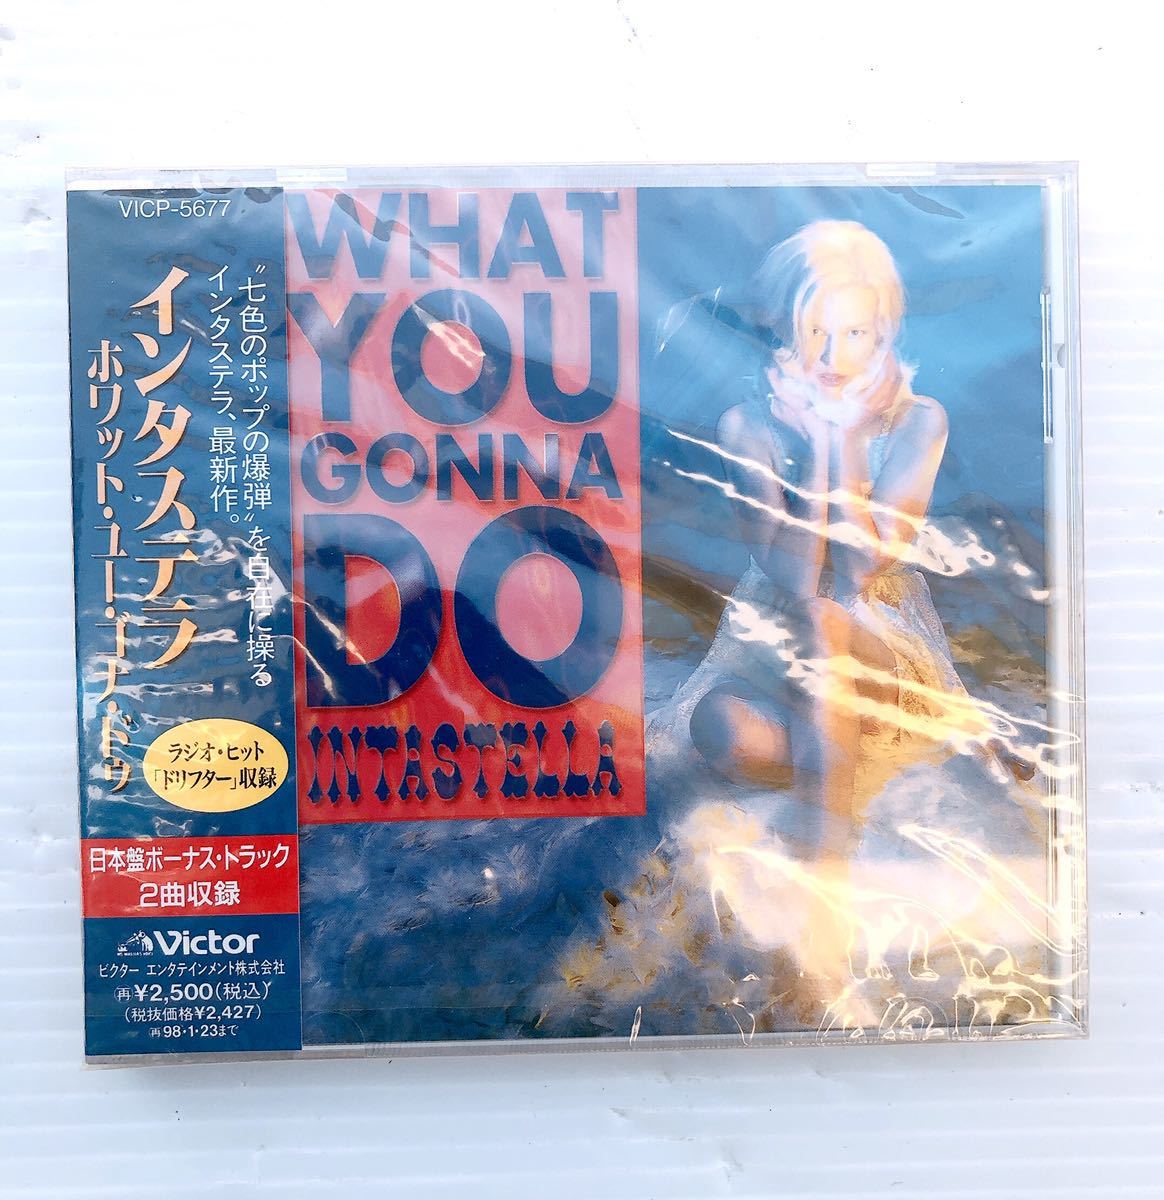 VICP-5677
インタステラ
ホワット・ユー・ゴナ・ドゥ
"七色のポップの爆弾"を自在に操る
インタステラ、最新作。
ラジオ・ヒット
「ドリフター」収録
日本盤ボーナス・トラック
2曲収録
HIS MASTER'S VOICE
Victor
ビクター エンタテインメント株式会社
再¥2,500(税込)
(税抜価格¥2,427)
再98・1・23まで
WHAT
YOU
GONNA
DO
INTASTELLA